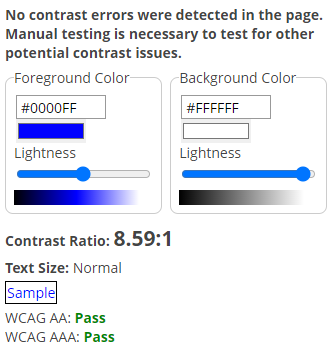 No contrast errors were detected in the page.
Manual testing is necessary to test for other
potential contrast issues.
Foreground Color
#0000FF
Lightness
Background Color
#FFFFFF
Lightness
Contrast Ratio: 8.59:1
Text Size: Normal
Sample
WCAG AA: Pass
WCAG AAA: Pass